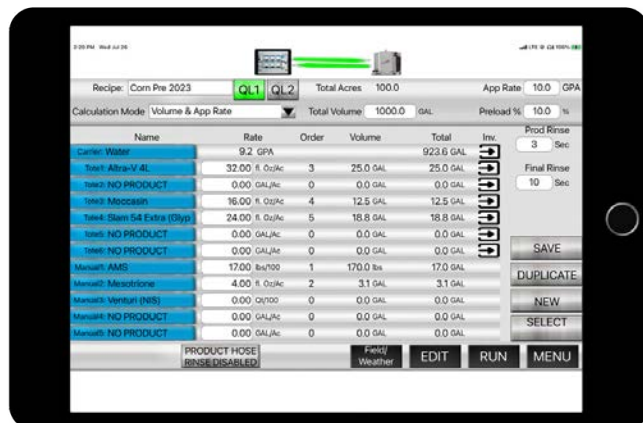 2:20 PM Wed Jul 26
LTE 100%
Recipe: Corn Pre 2023 QL1 QL2 Total Acres 100.0 App Rate 10.0 GPA
Calculation Mode Volume & App Rate Total Volume 1000.0 GAL Preload % 10.0 %
Name Rate Order Volume Total Inv. Prod Rinse
3 Sec
Carrier: Water 9.2 GPA 923.6 GAL
Tote1: Altra-V 4L 32.00 fl. Oz/Ac 3 25.0 GAL 25.0 GAL Final Rinse
Tote2: NO PRODUCT 0.00 GAL/Ac 0 0.0 GAL 0.0 GAL 10 Sec
Tote3: Moccasin 16.00 fl. Oz/Ac 4 12.5 GAL 12.5 GAL
Tote4: Slam 54 Extra (Glyp 24.00 fl. Oz/Ac 5 18.8 GAL 18.8 GAL
Tote5: NO PRODUCT 0.00 GAL/Ac 0 0.0 GAL 0.0 GAL
Tote6: NO PRODUCT 0.00 GAL/Ac 0 0.0 GAL 0.0 GAL SAVE
Manual1: AMS 17.00 lbs/100 1 170.0 lbs 17.0 GAL DUPLICATE
Manual2: Mesotrione 4.00 fl. Oz/Ac 2 3.1 GAL 3.1 GAL
Manual3: Venturi (NIS) 0.00 Qt/100 0 0.0 GAL 0.0 GAL NEW
Manual4: NO PRODUCT 0.00 GAL/Ac 0 0.0 GAL 0.0 GAL SELECT
Manual5: NO PRODUCT 0.00 GAL/Ac 0 0.0 GAL 0.0 GAL
PRODUCT HOSE
RINSE DISABLED
Field/
Weather
EDIT RUN MENU